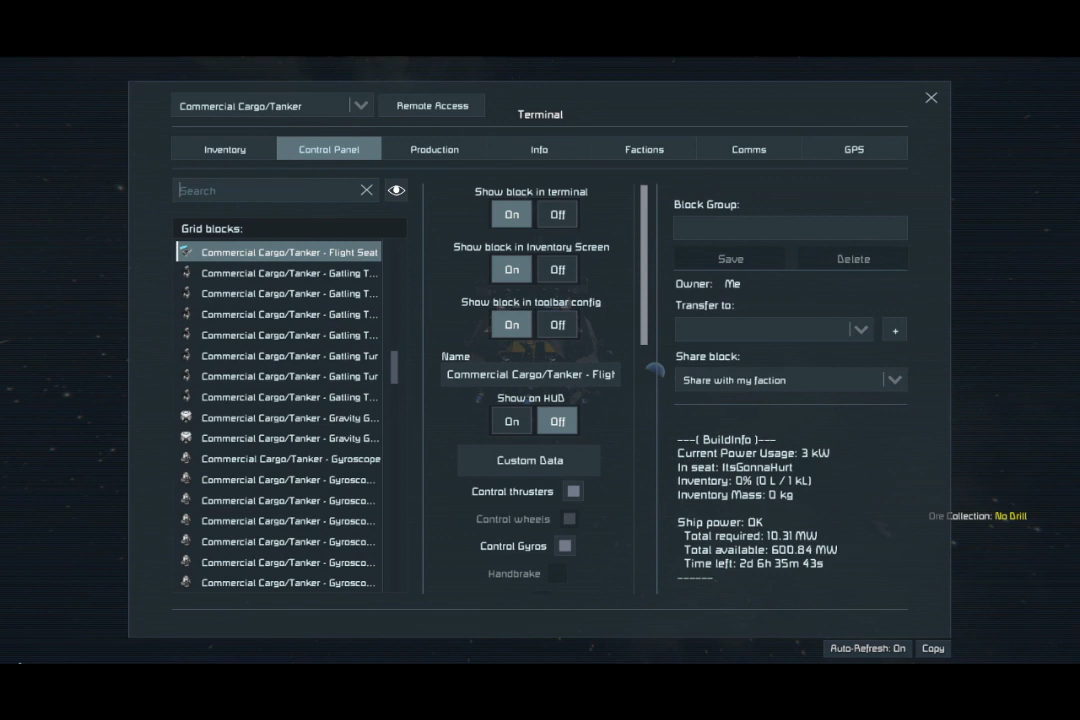 Commercial Cargo/Tanker
Remote Access
Terminal
Inventory
Control Panel
Production
Info
Factions
Comms
GPS
Search
Grid blocks:
Commercial Cargo/Tanker - Flight Seat
Commercial Cargo/Tanker - Gatling T...
Commercial Cargo/Tanker - Gatling T...
Commercial Cargo/Tanker - Gatling T...
Commercial Cargo/Tanker - Gatling T...
Commercial Cargo/Tanker - Gatling Tur
Commercial Cargo/Tanker - Gatling Tur
Commercial Cargo/Tanker - Gatling T...
Commercial Cargo/Tanker - Gravity G...
Commercial Cargo/Tanker - Gravity G...
Commercial Cargo/Tanker - Gyroscope
Commercial Cargo/Tanker - Gyrosco...
Commercial Cargo/Tanker - Gyrosco...
Commercial Cargo/Tanker - Gyrosco...
Commercial Cargo/Tanker - Gyrosco...
Commercial Cargo/Tanker - Gyrosco...
Commercial Cargo/Tanker - Gyrosco...
Show block in terminal
On Off
Show block in Inventory Screen
On Off
Show block in toolbar config
On Off
Name
Commercial Cargo/Tanker - Flight
Show on HUD
On Off
Custom Data
Control thrusters
Control wheels
Control Gyros
Handbrake
Block Group:
Save
Delete
Owner: Me
Transfer to:
+
Share block:
Share with my faction
---( BuildInfo )---
Current Power Usage: 3 kW
In seat: ItsGonnaHurt
Inventory: 0% (0 L / 1 kL)
Inventory Mass: 0 kg
Ship power: OK
Total required: 10.31 MW
Total available: 600.84 MW
Time left: 2d 6h 35m 43s
------
Ore Collection: No Drill
Auto-Refresh: On
Copy